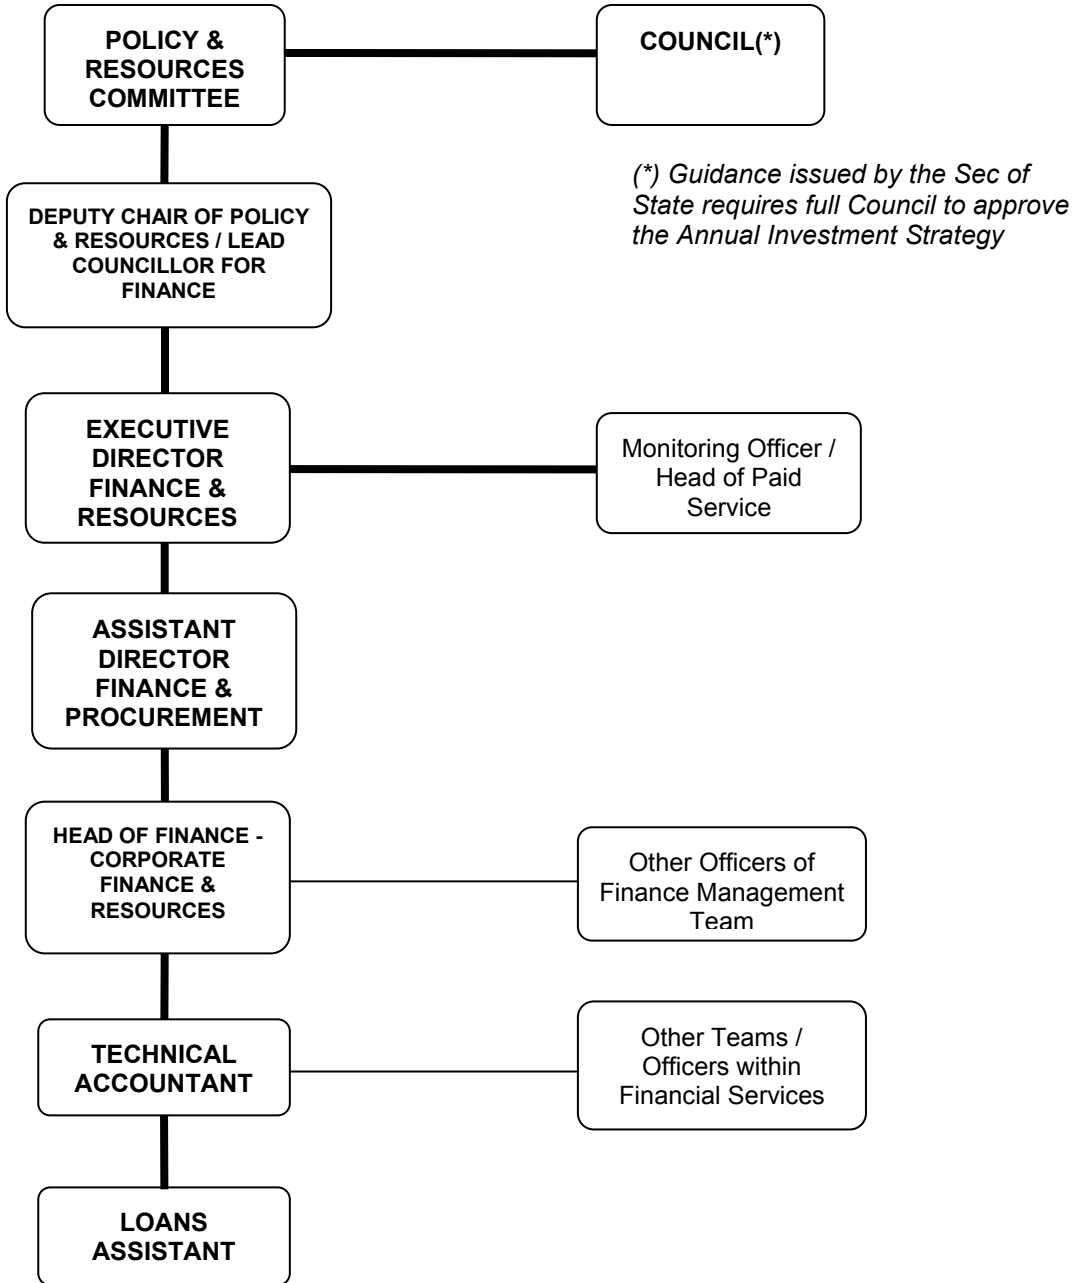 POLICY &
RESOURCES
COMMITTEE
COUNCIL(*)
(*) Guidance issued by the Sec of
State requires full Council to approve
the Annual Investment Strategy
DEPUTY CHAIR OF POLICY
& RESOURCES / LEAD
COUNCILLOR FOR
FINANCE
EXECUTIVE
DIRECTOR
FINANCE &
RESOURCES
Monitoring Officer /
Head of Paid
Service
ASSISTANT
DIRECTOR
FINANCE &
PROCUREMENT
HEAD OF FINANCE -
CORPORATE
FINANCE &
RESOURCES
Other Officers of
Finance Management
Team
TECHNICAL
ACCOUNTANT
Other Teams /
Officers within
Financial Services
LOANS
ASSISTANT